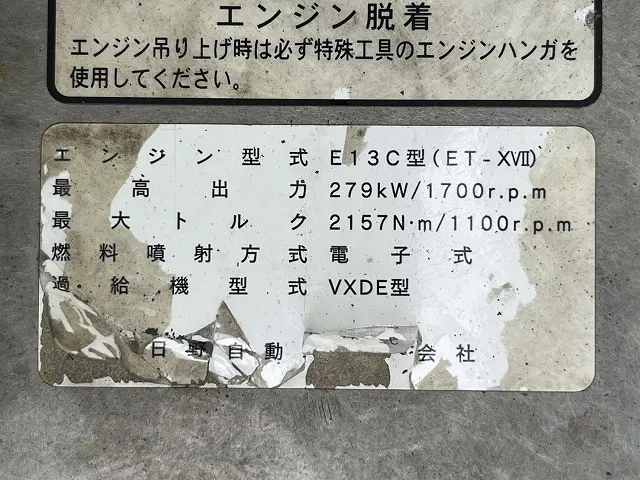 エンジン脱着
エンジン吊り上げ時は必ず特殊工具のエンジンハンガを
使用してください。
エンジン型式 E13C型(ET-XⅦ)
最高出力 279kW/1700r.p.m
最大トルク 2157N·m/1100r.p.m
燃料噴射方式 電子式
過給機型式 VXDE型
日野自動 会社